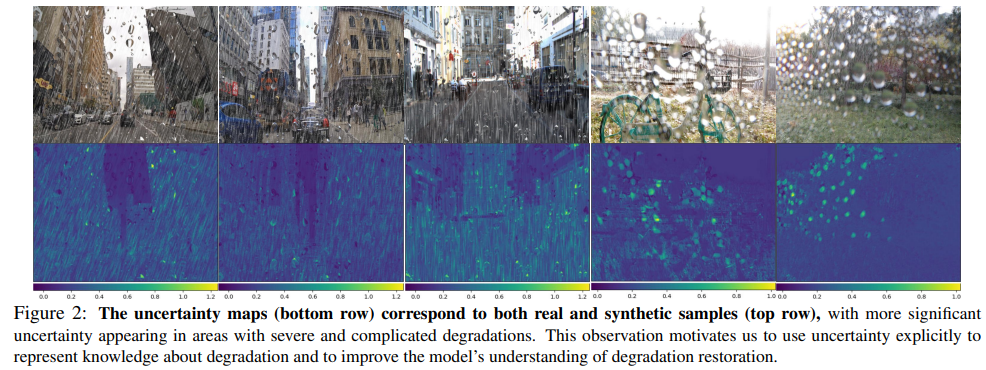 0.0 0.2 0.4 0.6 0.8 1.0 1.2 0.0 0.2 0.4 0.6 0.8 1.0 1.2 0.0 0.2 0.4 0.6 0.8 1.0 1.2 0.0 0.2 0.4 0.6 0.8 1.0 0.0 0.2 0.4 0.6 0.8 1.0
Figure 2: The uncertainty maps (bottom row) correspond to both real and synthetic samples (top row), with more significant
uncertainty appearing in areas with severe and complicated degradations. This observation motivates us to use uncertainty explicitly to
represent knowledge about degradation and to improve the model's understanding of degradation restoration.